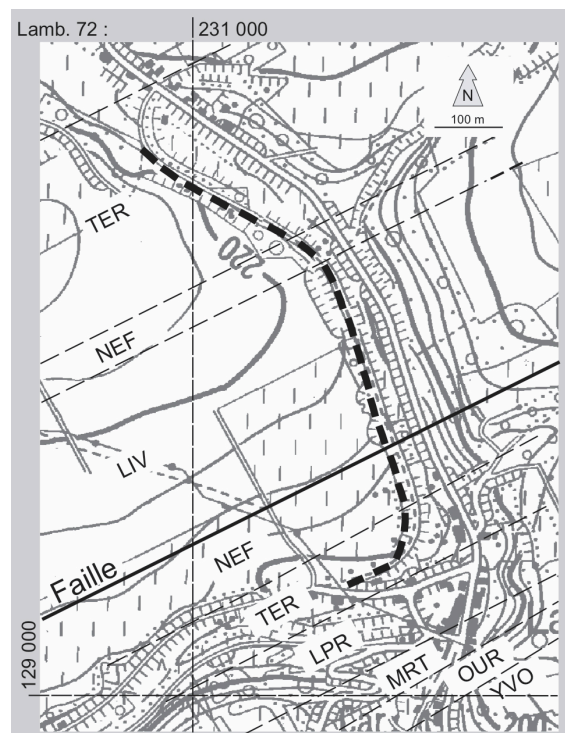 Lamb. 72 :
231 000
N
100 m
TER
220
NEF
LIV
Faille
NEF
TER
LPR
MRT
OUR
YVO
129 000